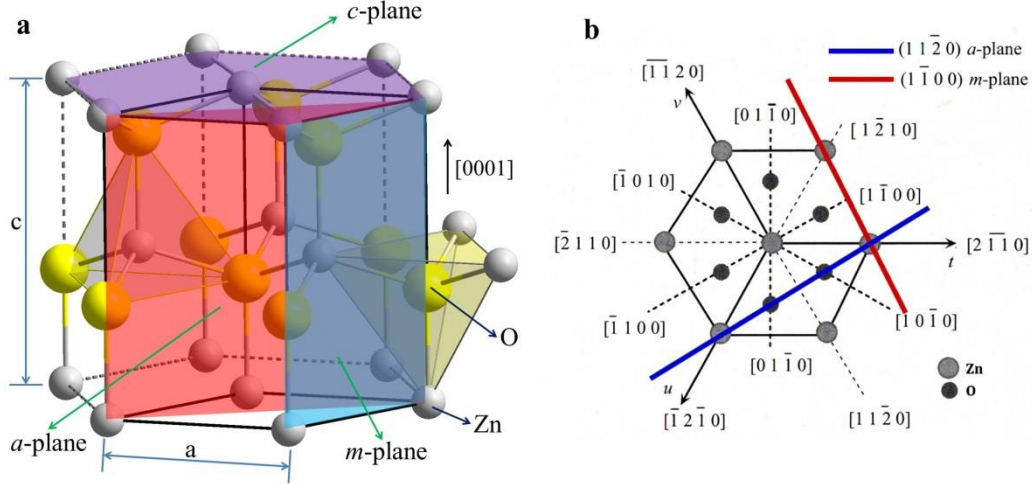 a
c-plane
[0001]
c
O
Zn
a-plane
a
m-plane
b
(1 1 2̄ 0) a-plane
(1 1̄ 0 0) m-plane
[1̄ 1̄ 2 0]
v
[0 1 1̄ 0]
[1 2̄ 1 0]
[1̄ 0 1 0]
[1 1̄ 0 0]
[2̄ 1 1 0]
[2 1̄ 1̄ 0]
t
[1̄ 1 0 0]
[1 0 1̄ 0]
[0 1 1̄ 0]
u
[1̄ 2 1̄ 0]
[1 1 2̄ 0]
Zn
O